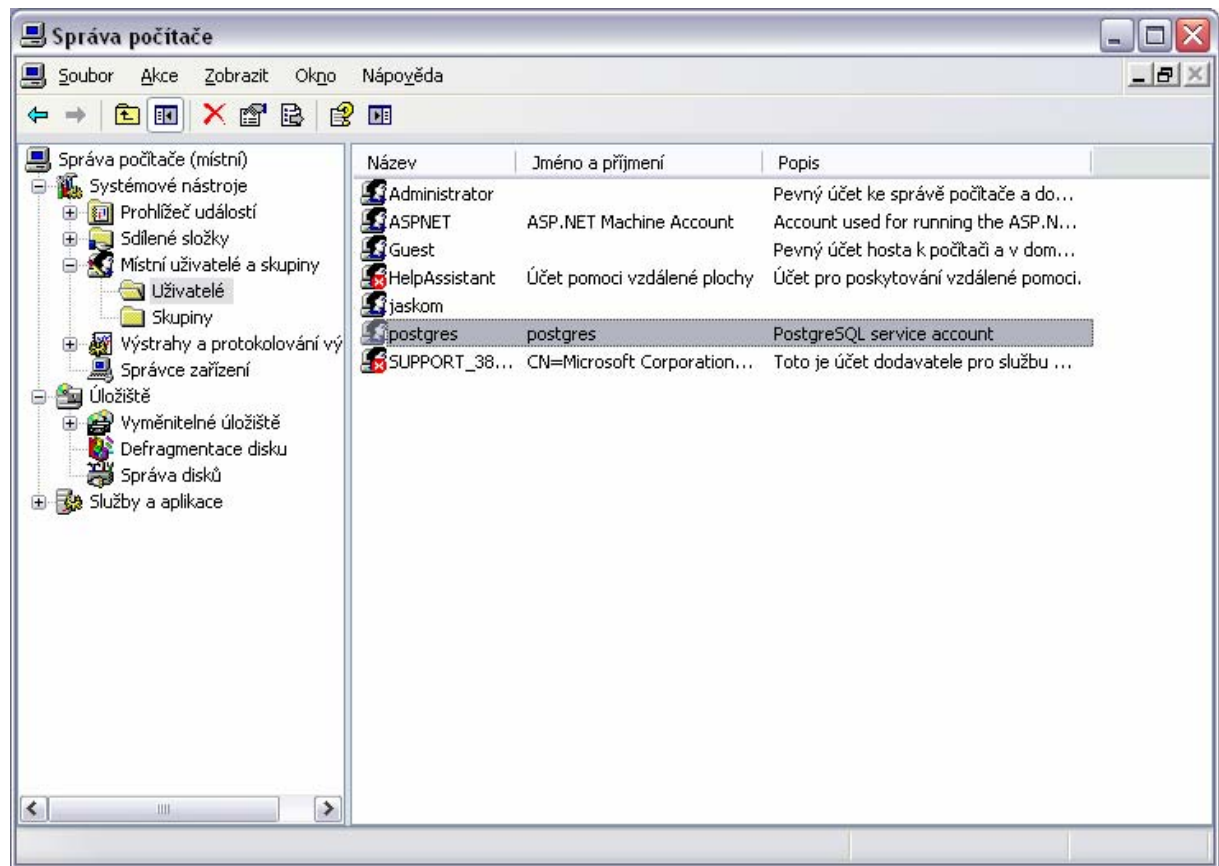 Správa počítače
Soubor Akce Zobrazit Okno Nápověda
Správa počítače (místní)
Systémové nástroje
Prohlížeč událostí
Sdílené složky
Místní uživatelé a skupiny
Uživatelé
Skupiny
Výstrahy a protokolování vý
Správce zařízení
Úložiště
Vyměnitelné úložiště
Defragmentace disku
Správa disků
Služby a aplikace
Název Jméno a příjmení Popis
Administrator Pevný účet ke správě počítače a do...
ASPNET ASP.NET Machine Account Account used for running the ASP.N...
Guest Pevný účet hosta k počítači a v dom...
HelpAssistant Účet pomoci vzdálené plochy Účet pro poskytování vzdálené pomoci.
jaskom
postgres postgres PostgreSQL service account
SUPPORT_38... CN=Microsoft Corporation... Toto je účet dodavatele pro službu ...